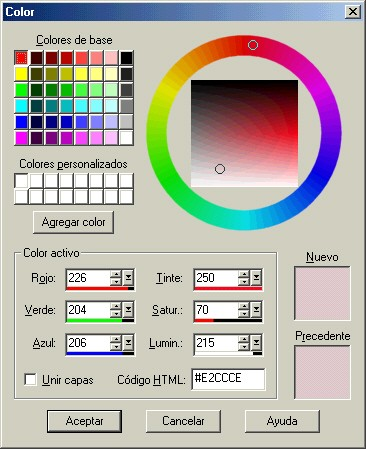 Color
Colores de base
Colores personalizados
Agregar color
Color activo
Rojo: 226
Tinte: 250
Verde: 204
Satur.: 70
Azul: 206
Lumin.: 215
Unir capas
Código HTML: #E2CCCE
Nuevo
Precedente
Aceptar
Cancelar
Ayuda